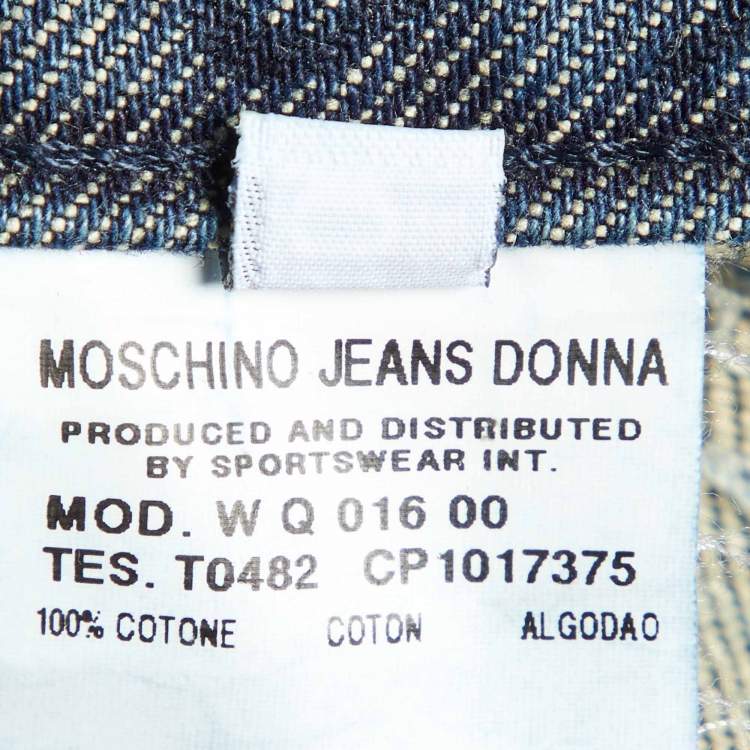 MOSCHINO JEANS DONNA
PRODUCED AND DISTRIBUTED
BY SPORTSWEAR INT.
MOD. W Q 016 00
TES. T0482 CP1017375
100% COTONE COTON ALGODAO